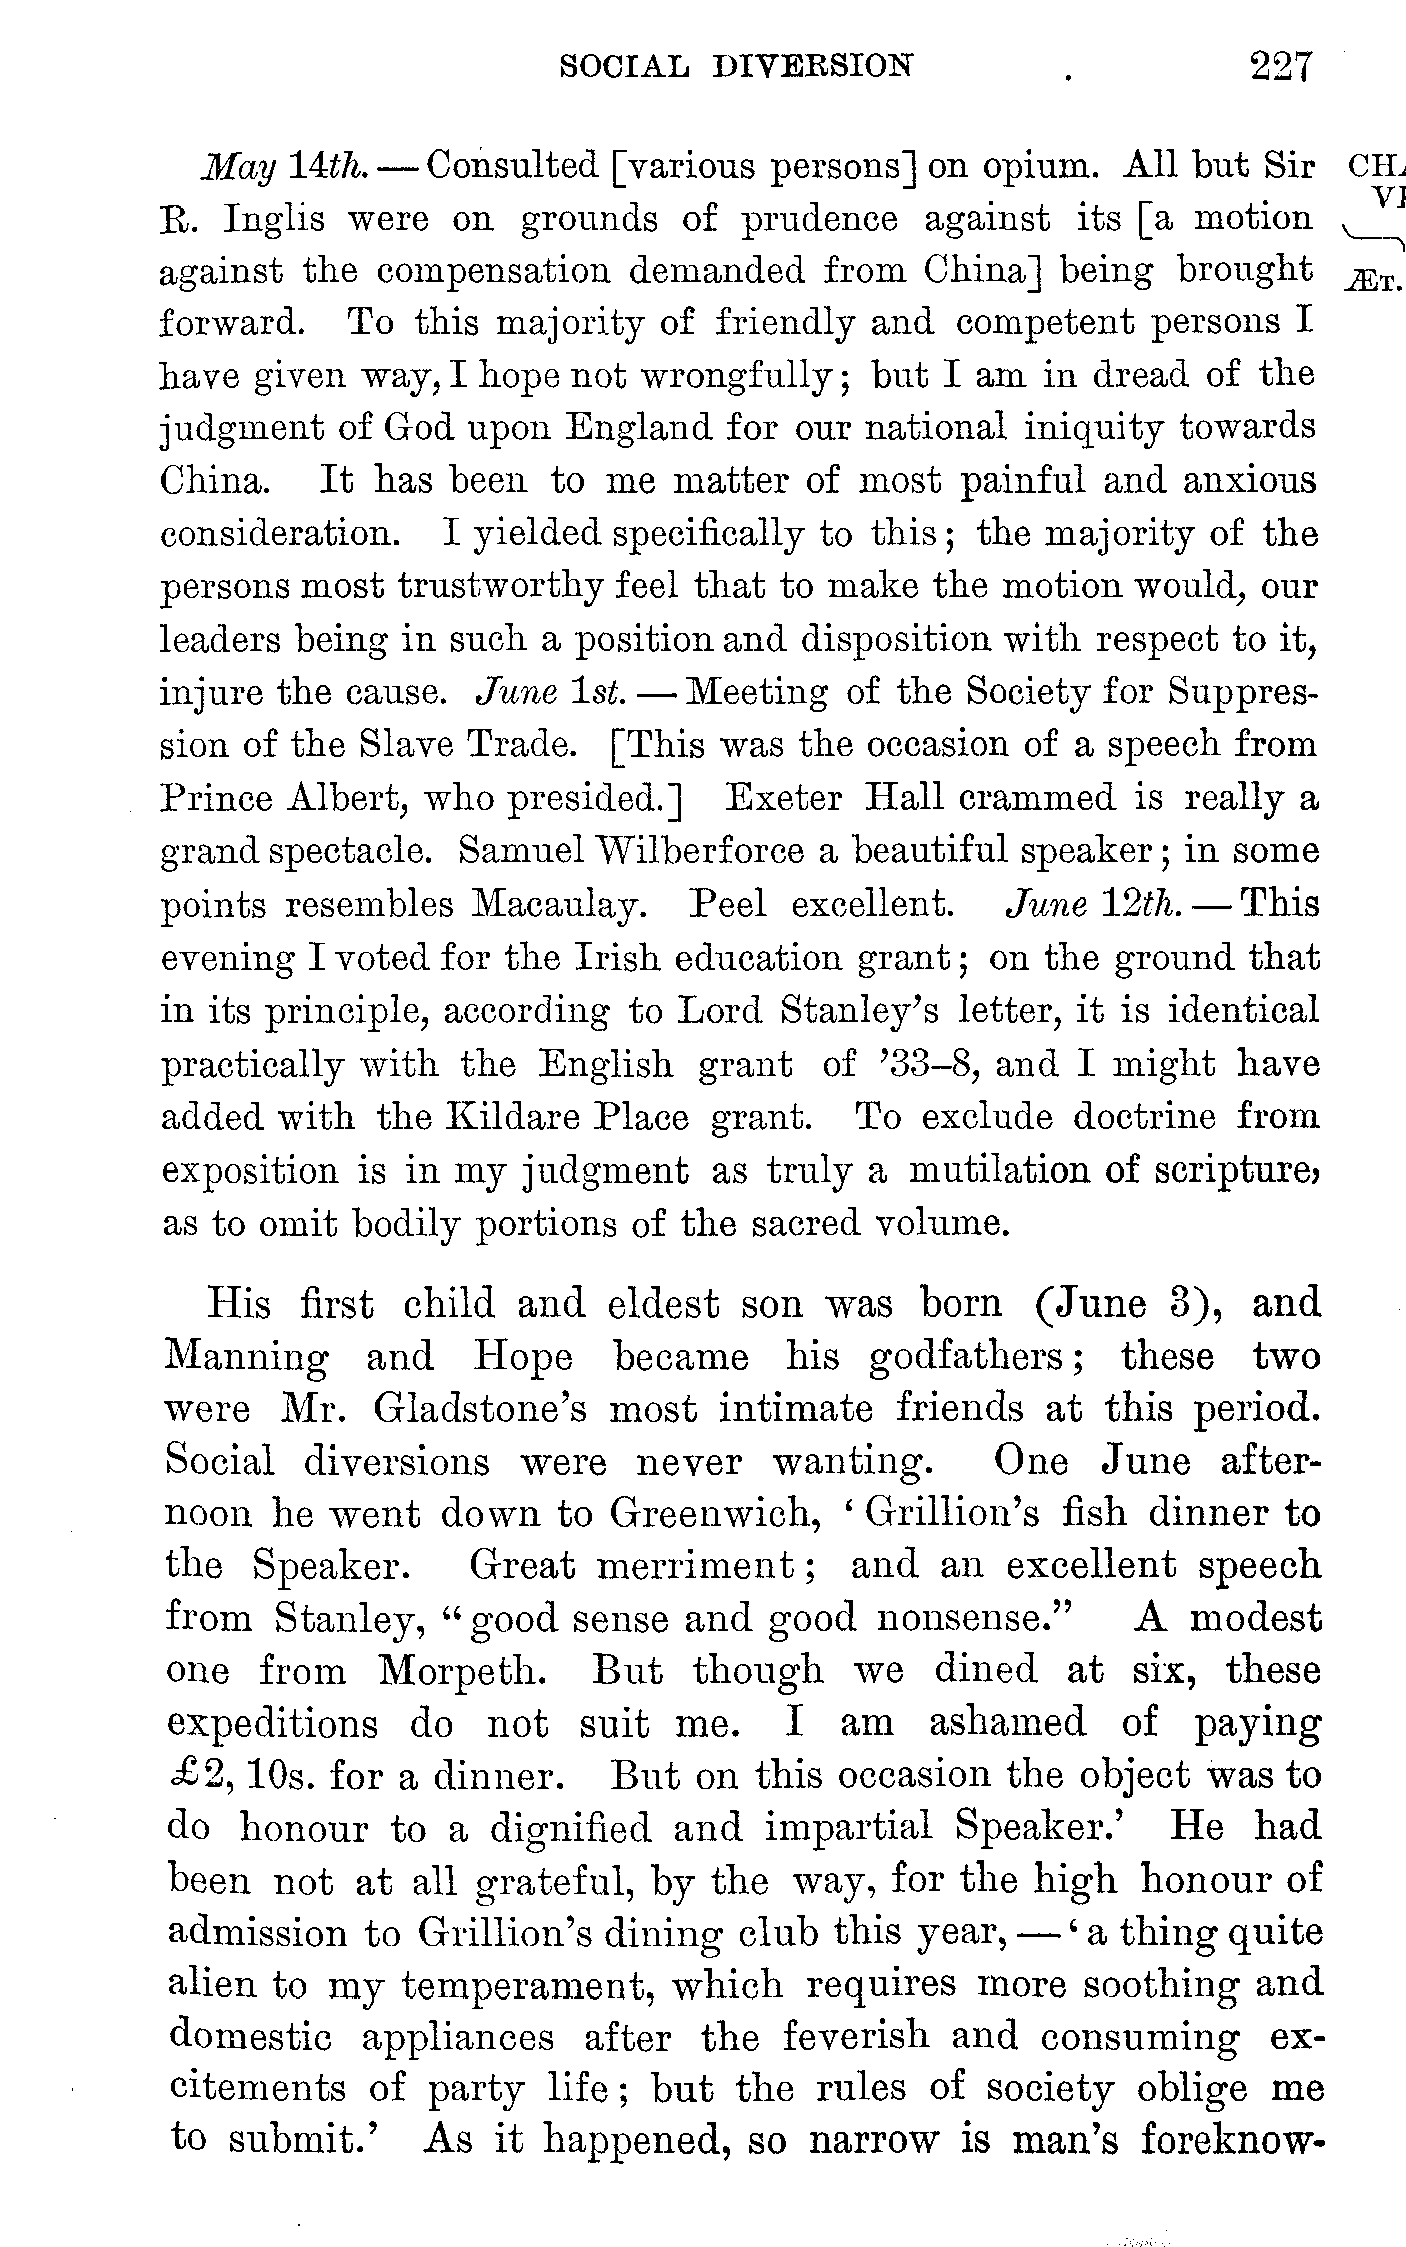 SOCIAL DIVERSION 227
May 14th. — Consulted [various persons] on opium. All but Sir
R. Inglis were on grounds of prudence against its [a motion
against the compensation demanded from China] being brought
ÆT.
forward. To this majority of friendly and competent persons I
have given way, I hope not wrongfully; but I am in dread of the
judgment of God upon England for our national iniquity towards
China. It has been to me matter of most painful and anxious
consideration. I yielded specifically to this; the majority of the
persons most trustworthy feel that to make the motion would, our
leaders being in such a position and disposition with respect to it,
injure the cause. June 1st. — Meeting of the Society for Suppres-
sion of the Slave Trade. [This was the occasion of a speech from
Prince Albert, who presided.] Exeter Hall crammed is really a
grand spectacle. Samuel Wilberforce a beautiful speaker; in some
points resembles Macaulay. Peel excellent. June 12th. — This
evening I voted for the Irish education grant; on the ground that
in its principle, according to Lord Stanley's letter, it is identical
practically with the English grant of '33–8, and I might have
added with the Kildare Place grant. To exclude doctrine from
exposition is in my judgment as truly a mutilation of scripture,
as to omit bodily portions of the sacred volume.
His first child and eldest son was born (June 3), and
Manning and Hope became his godfathers; these two
were Mr. Gladstone's most intimate friends at this period.
Social diversions were never wanting. One June after-
noon he went down to Greenwich, ‘Grillion's fish dinner to
the Speaker. Great merriment; and an excellent speech
from Stanley, “good sense and good nonsense.” A modest
one from Morpeth. But though we dined at six, these
expeditions do not suit me. I am ashamed of paying
£2, 10s. for a dinner. But on this occasion the object was to
do honour to a dignified and impartial Speaker.’ He had
been not at all grateful, by the way, for the high honour of
admission to Grillion's dining club this year, — ‘a thing quite
alien to my temperament, which requires more soothing and
domestic appliances after the feverish and consuming ex-
citements of party life; but the rules of society oblige me
to submit.’ As it happened, so narrow is man's foreknow-